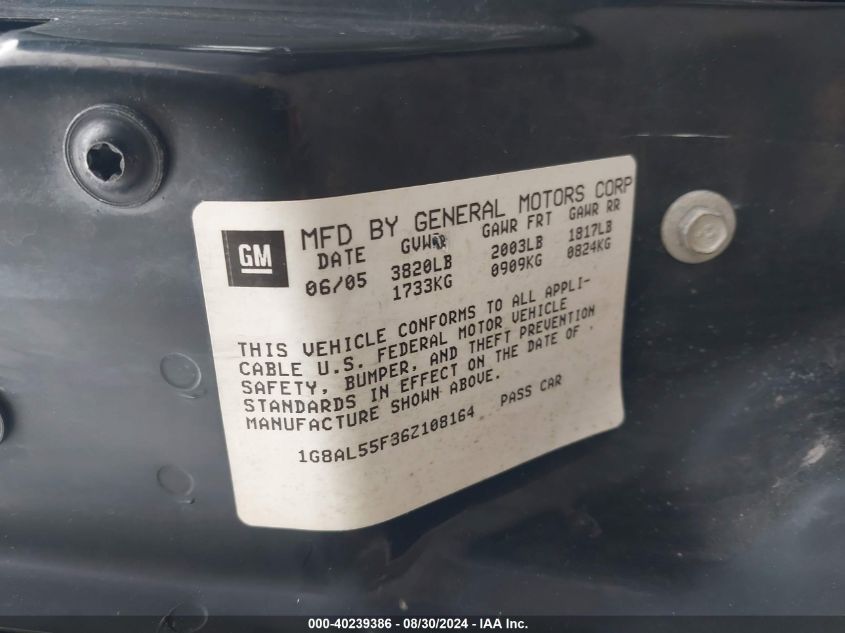 GM
MFD BY GENERAL MOTORS CORP
DATE GVWR GAWR FRT GAWR RR
06/05 3820LB 2003LB 1817LB
1733KG 0909KG 0824KG
THIS VEHICLE CONFORMS TO ALL APPLI-
CABLE U.S. FEDERAL MOTOR VEHICLE
SAFETY, BUMPER, AND THEFT PREVENTION
STANDARDS IN EFFECT ON THE DATE OF .
MANUFACTURE SHOWN ABOVE.
1G8AL55F36Z108164 PASS CAR
000-40239386 - 08/30/2024 - IAA Inc.